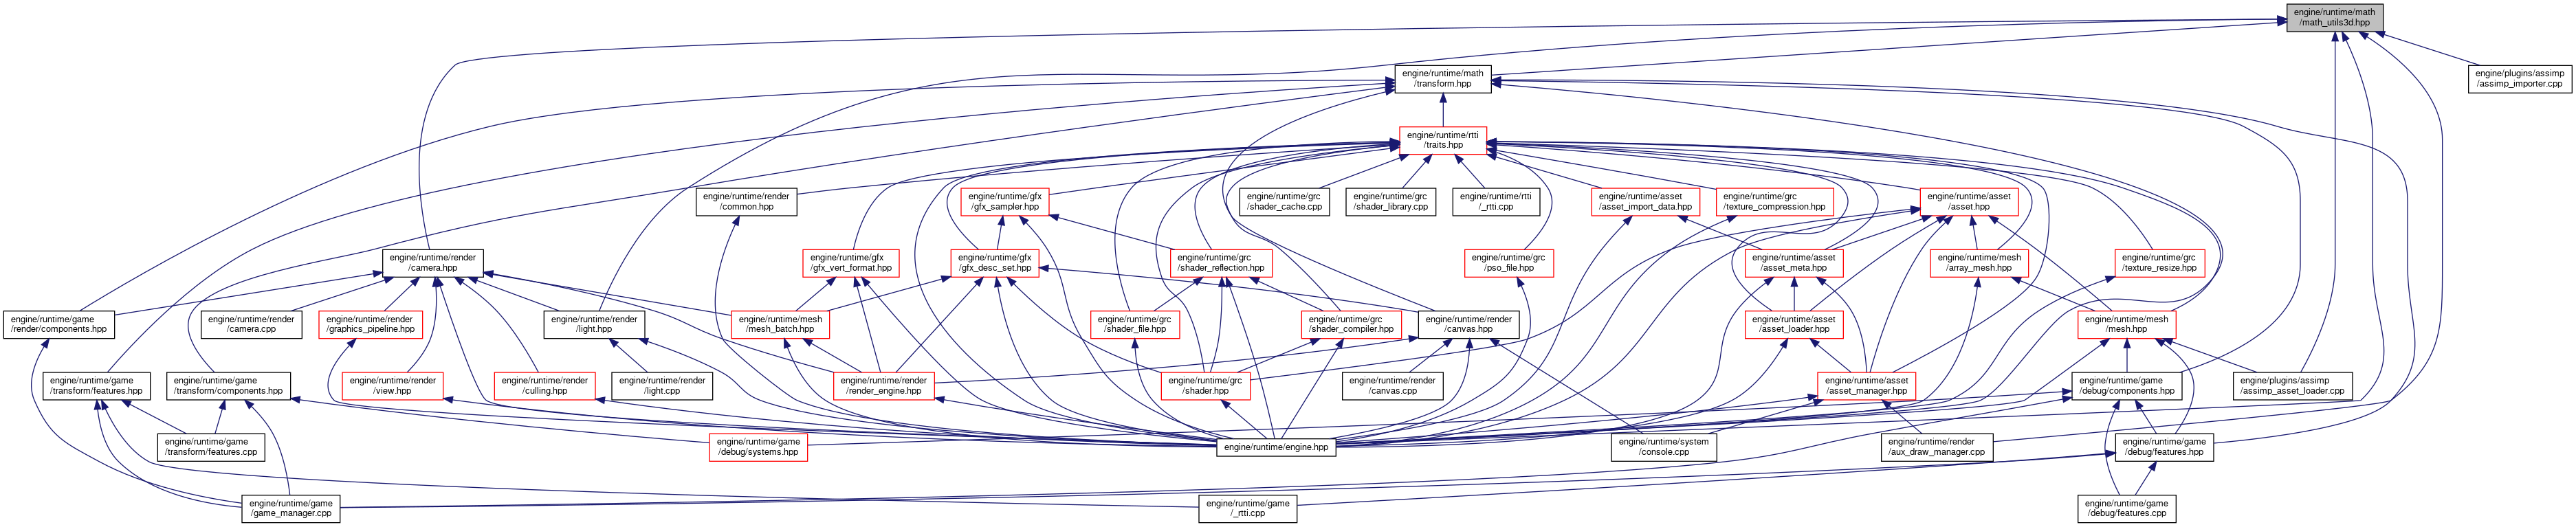 engine/runtime/math
/math_utils3d.hpp
engine/runtime/math
/transform.hpp
engine/plugins/assimp
/assimp_importer.cpp
engine/runtime/rtti
/traits.hpp
engine/runtime/render
/common.hpp
engine/runtime/gfx
/gfx_sampler.hpp
engine/runtime/grc
/shader_cache.cpp
engine/runtime/grc
/shader_library.cpp
engine/runtime/rtti
/_rtti.cpp
engine/runtime/asset
/asset_import_data.hpp
engine/runtime/grc
/texture_compression.hpp
engine/runtime/asset
/asset.hpp
engine/runtime/render
/camera.hpp
engine/runtime/gfx
/gfx_vert_format.hpp
engine/runtime/gfx
/gfx_desc_set.hpp
engine/runtime/grc
/shader_reflection.hpp
engine/runtime/grc
/pso_file.hpp
engine/runtime/asset
/asset_meta.hpp
engine/runtime/mesh
/array_mesh.hpp
engine/runtime/grc
/texture_resize.hpp
engine/runtime/game
/render/components.hpp
engine/runtime/render
/camera.cpp
engine/runtime/render
/graphics_pipeline.hpp
engine/runtime/render
/light.hpp
engine/runtime/mesh
/mesh_batch.hpp
engine/runtime/grc
/shader_file.hpp
engine/runtime/grc
/shader_compiler.hpp
engine/runtime/render
/canvas.hpp
engine/runtime/asset
/asset_loader.hpp
engine/runtime/mesh
/mesh.hpp
engine/runtime/game
/transform/features.hpp
engine/runtime/game
/transform/components.hpp
engine/runtime/render
/view.hpp
engine/runtime/render
/culling.hpp
engine/runtime/render
/light.cpp
engine/runtime/render
/render_engine.hpp
engine/runtime/grc
/shader.hpp
engine/runtime/render
/canvas.cpp
engine/runtime/asset
/asset_manager.hpp
engine/runtime/game
/debug/components.hpp
engine/plugins/assimp
/assimp_asset_loader.cpp
engine/runtime/game
/transform/features.cpp
engine/runtime/game
/debug/systems.hpp
engine/runtime/engine.hpp
engine/runtime/system
/console.cpp
engine/runtime/render
/aux_draw_manager.cpp
engine/runtime/game
/debug/features.hpp
engine/runtime/game
/game_manager.cpp
engine/runtime/game
/_rtti.cpp
engine/runtime/game
/debug/features.cpp